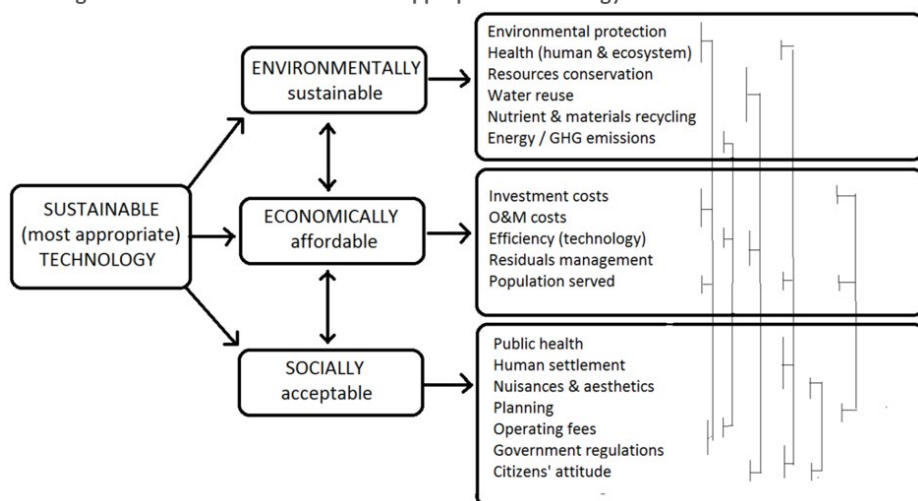 SUSTAINABLE
(most appropriate)
TECHNOLOGY
ENVIRONMENTALLY
sustainable
ECONOMICALLY
affordable
SOCIALLY
acceptable
Environmental protection
Health (human & ecosystem)
Resources conservation
Water reuse
Nutrient & materials recycling
Energy / GHG emissions
Investment costs
O&M costs
Efficiency (technology)
Residuals management
Population served
Public health
Human settlement
Nuisances & aesthetics
Planning
Operating fees
Government regulations
Citizens' attitude